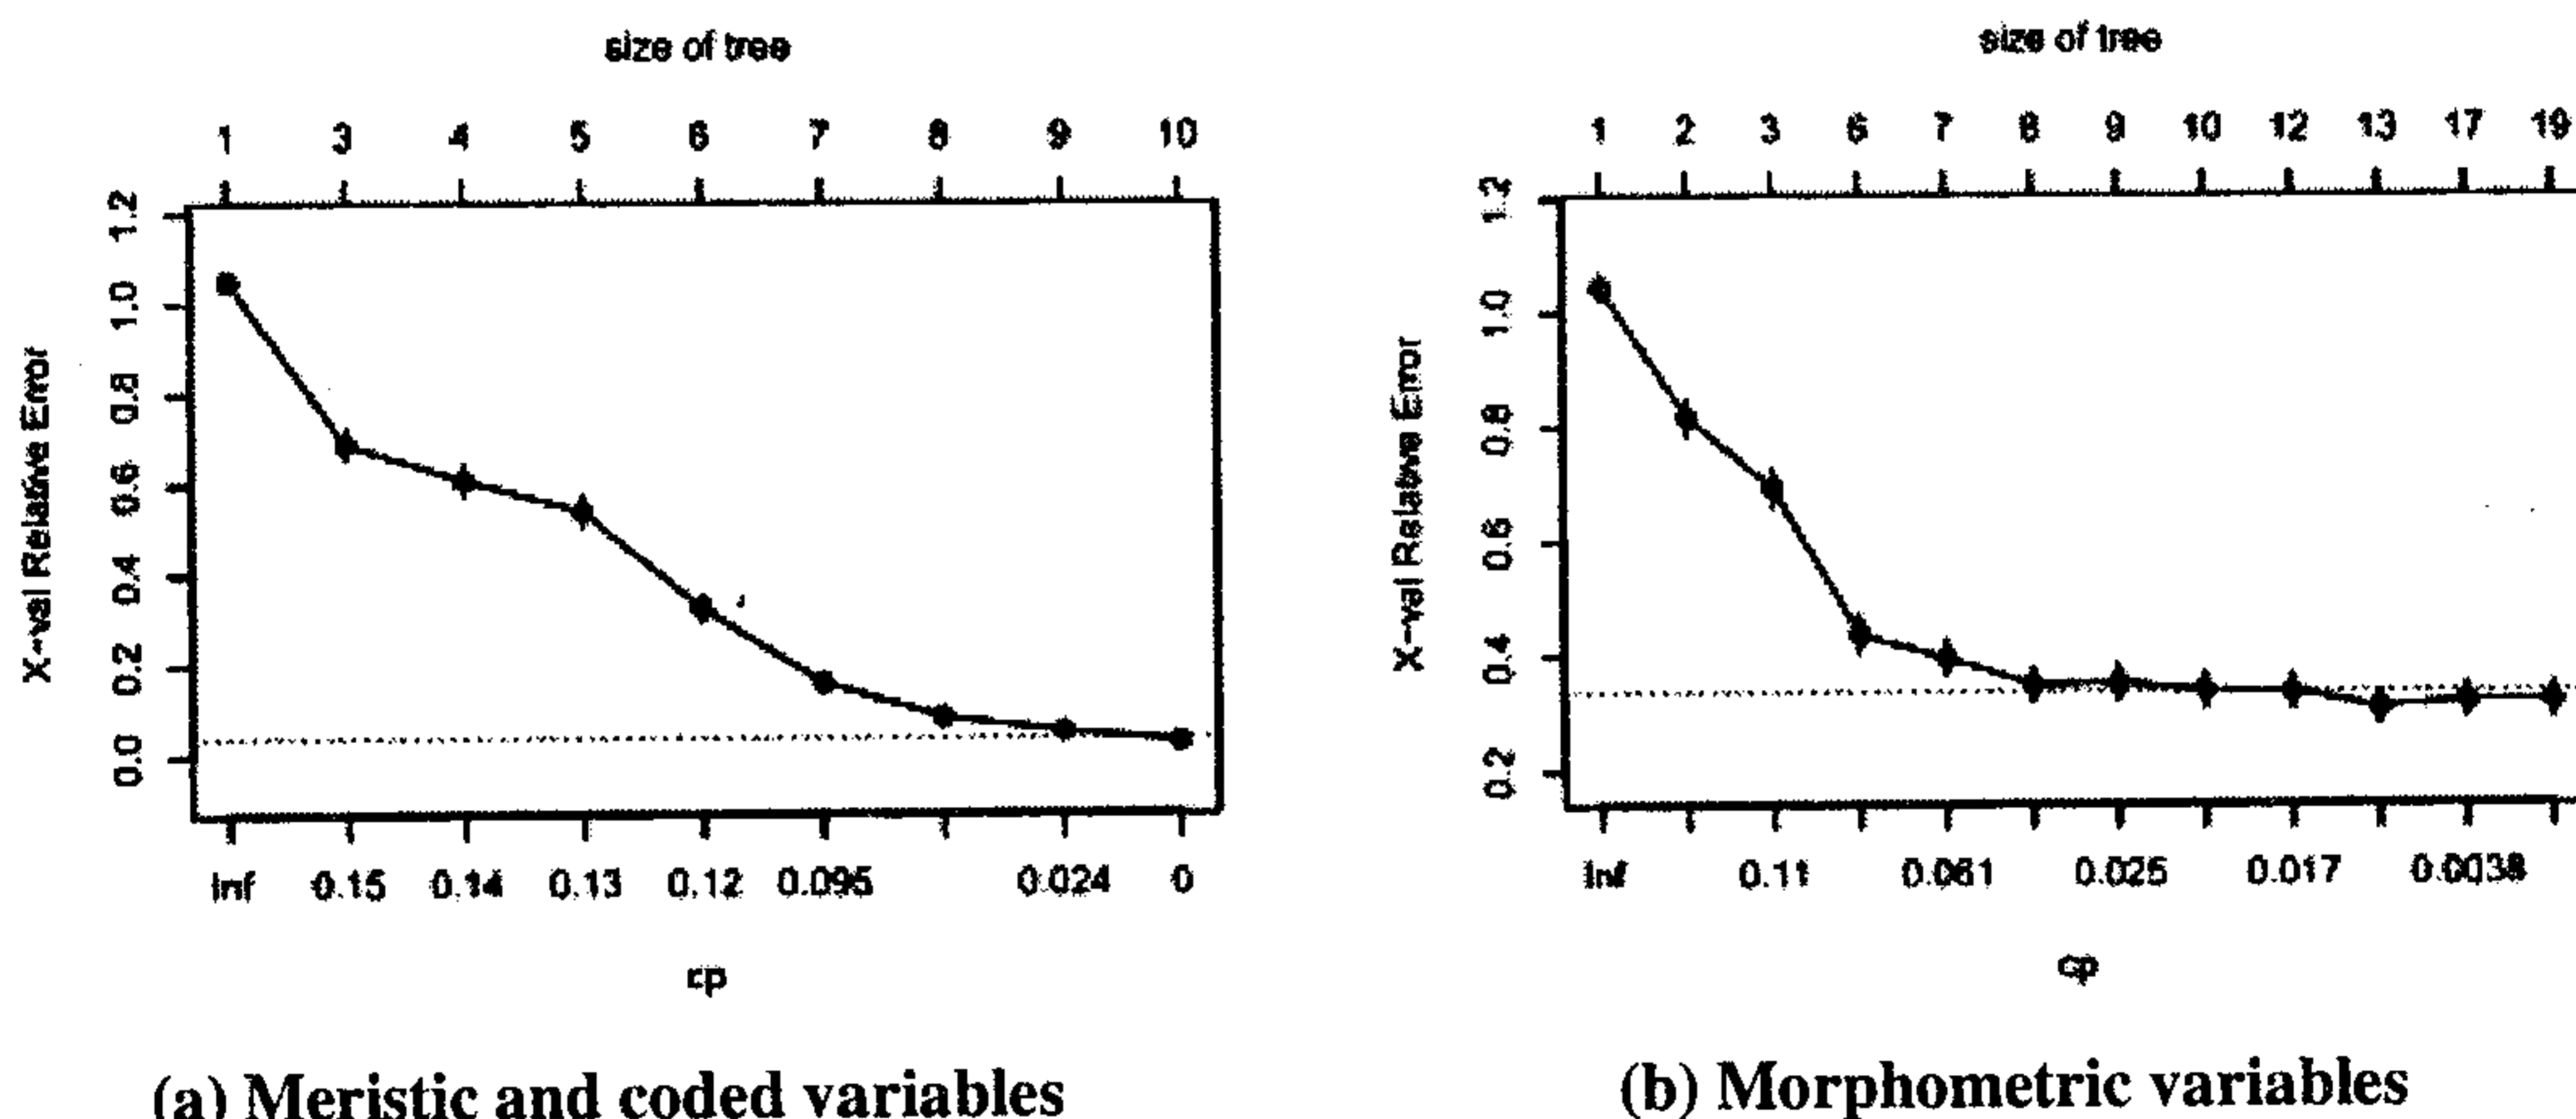 size of tree
1 3 4 5 6 7 8 9 10
1.2
1.0
0.8
0.6
0.4
0.2
0.0
X-val Relative Error
Inf 0.15 0.14 0.13 0.12 0.095 0.024 0
cp
(a) Meristic and coded variables
size of tree
1 2 3 6 7 8 9 10 12 13 17 19
1.2
1.0
0.8
0.6
0.4
0.2
X-val Relative Error
Inf 0.11 0.061 0.025 0.017 0.0038
cp
(b) Morphometric variables